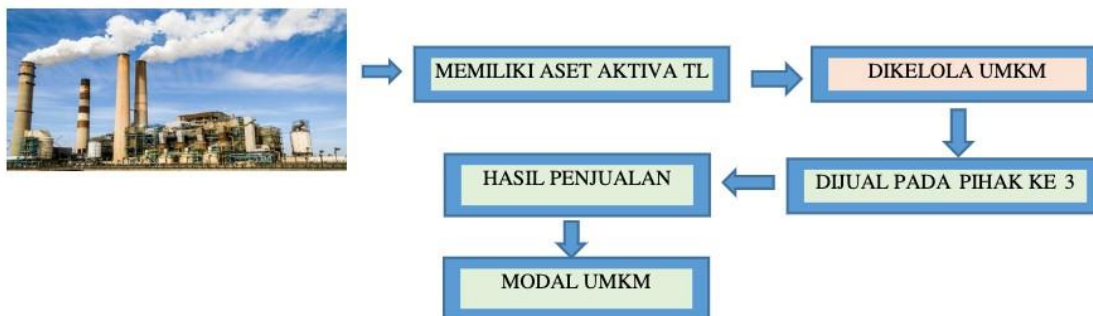 MEMILIKI ASET AKTIVA TL
DIKELOLA UMKM
DIJUAL PADA PIHAK KE 3
HASIL PENJUALAN
MODAL UMKM